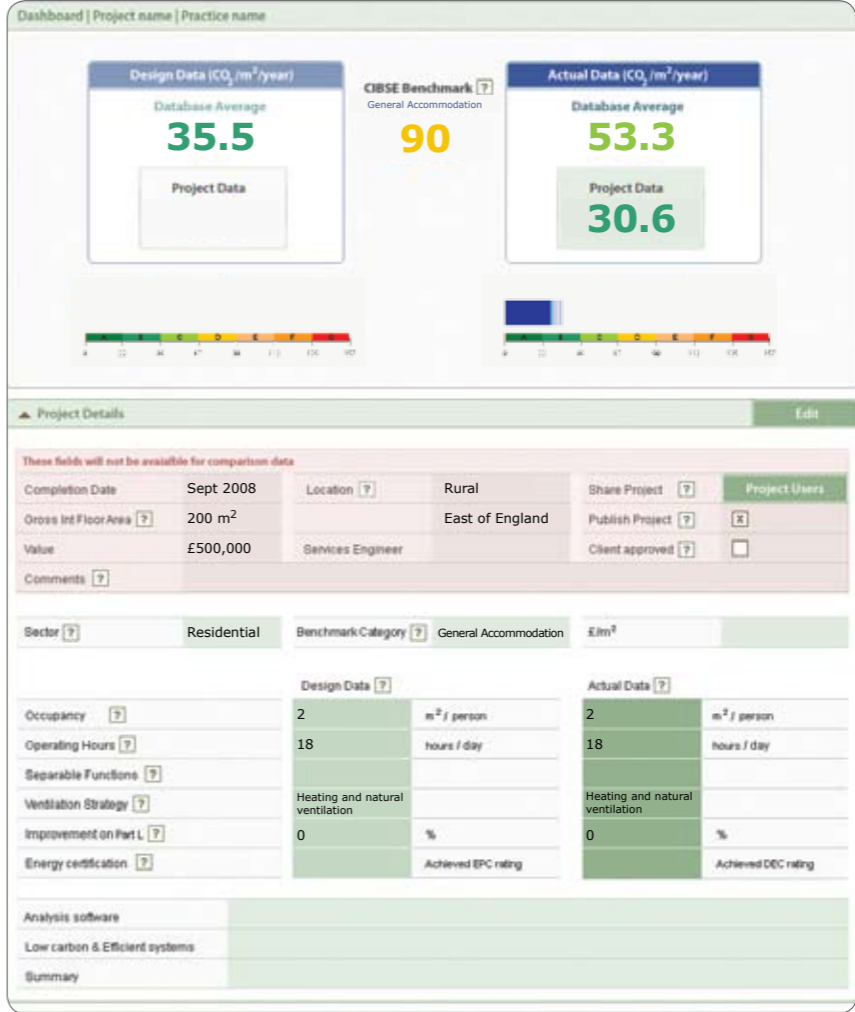 Dashboard | Project name | Practice name
Design Data (CO2/m²/year)
Database Average
35.5
Project Data
CIBSE Benchmark ?
General Accommodation
90
Actual Data (CO2/m²/year)
Database Average
53.3
Project Data
30.6
A B C D E F G
0 22
A B C D E F G
0 22
Project Details Edit
These fields will not be avaialble for comparison data
Completion Date Sept 2008 Location ? Rural Share Project ? Project Users
Gross Int Floor Area ? 200 m² East of England Publish Project ? X
Value £500,000 Services Engineer Client approved ?
Comments ?
Sector ? Residential Benchmark Category ? General Accommodation £/m²
Design Data ? Actual Data ?
Occupancy ? 2 m² / person 2 m² / person
Operating Hours ? 18 hours / day 18 hours / day
Separable Functions ?
Ventilation Strategy ? Heating and natural ventilation Heating and natural ventilation
Improvement on Part L ? 0 % 0 %
Energy certification ? Achieved EPC rating Achieved DEC rating
Analysis software
Low carbon & Efficient systems
Summary